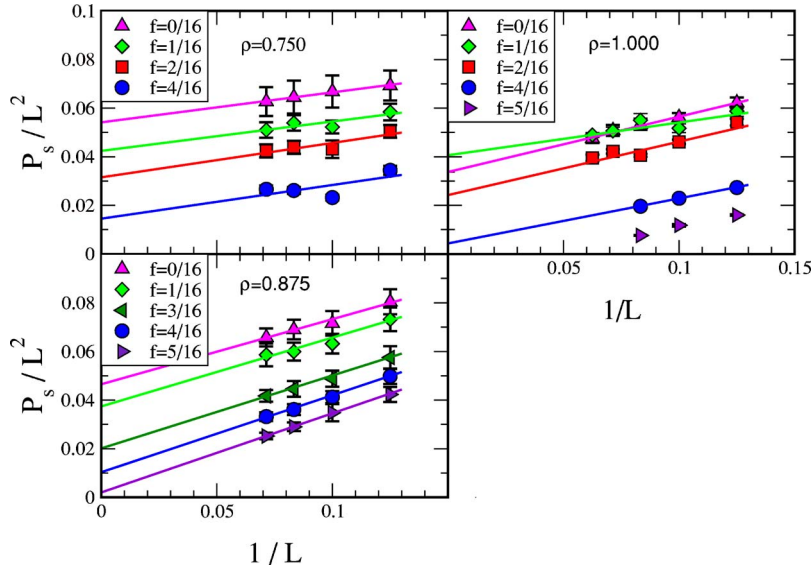 0.1
0.08
0.06
0.04
0.02
0
P_s / L^2
f=0/16
f=1/16
f=2/16
f=4/16
ρ=0.750
f=0/16
f=1/16
f=2/16
f=4/16
f=5/16
ρ=1.000
0.05 0.1 0.15
1/L
f=0/16
f=1/16
f=3/16
f=4/16
f=5/16
ρ=0.875
0.08
0.06
0.04
0.02
0
P_s / L^2
0 0.05 0.1
1 / L